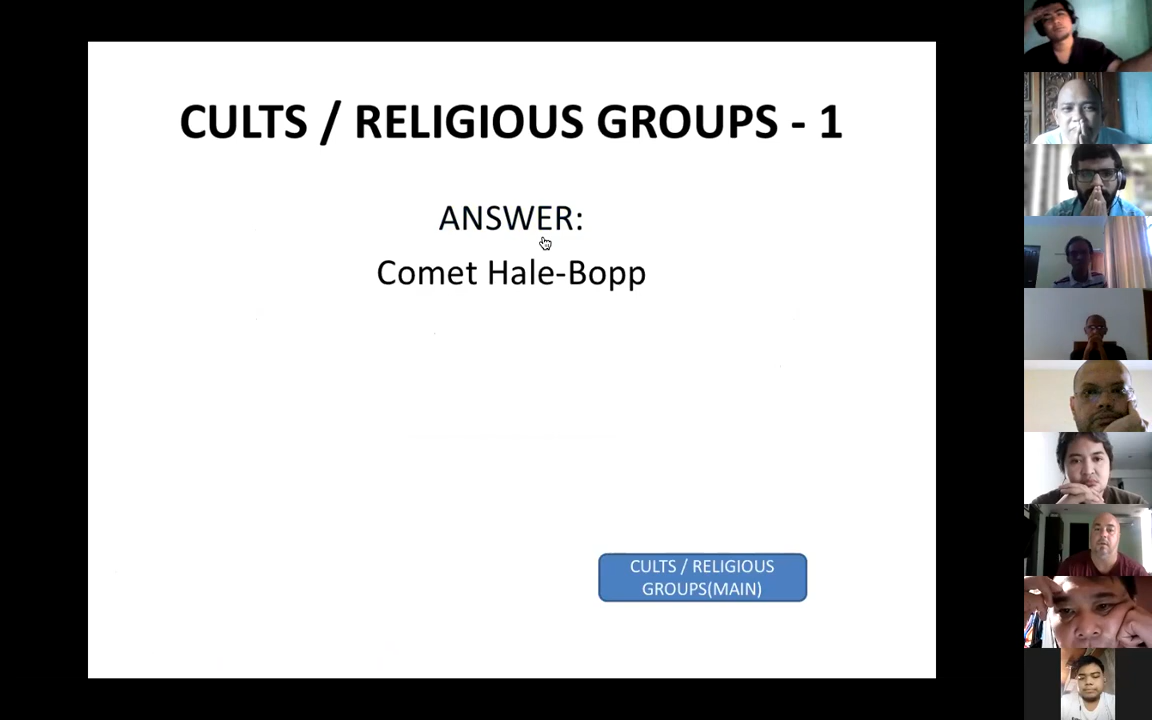 CULTS / RELIGIOUS GROUPS - 1
ANSWER:
Comet Hale-Bopp
CULTS / RELIGIOUS
GROUPS(MAIN)